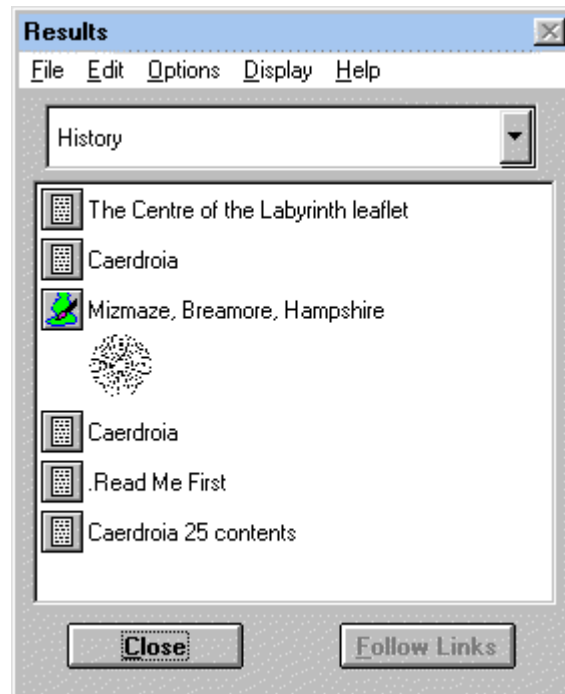 Results
File Edit Options Display Help
History
The Centre of the Labyrinth leaflet
Caerdroia
Mizmaze, Breamore, Hampshire
Caerdroia
.Read Me First
Caerdroia 25 contents
Close Follow Links